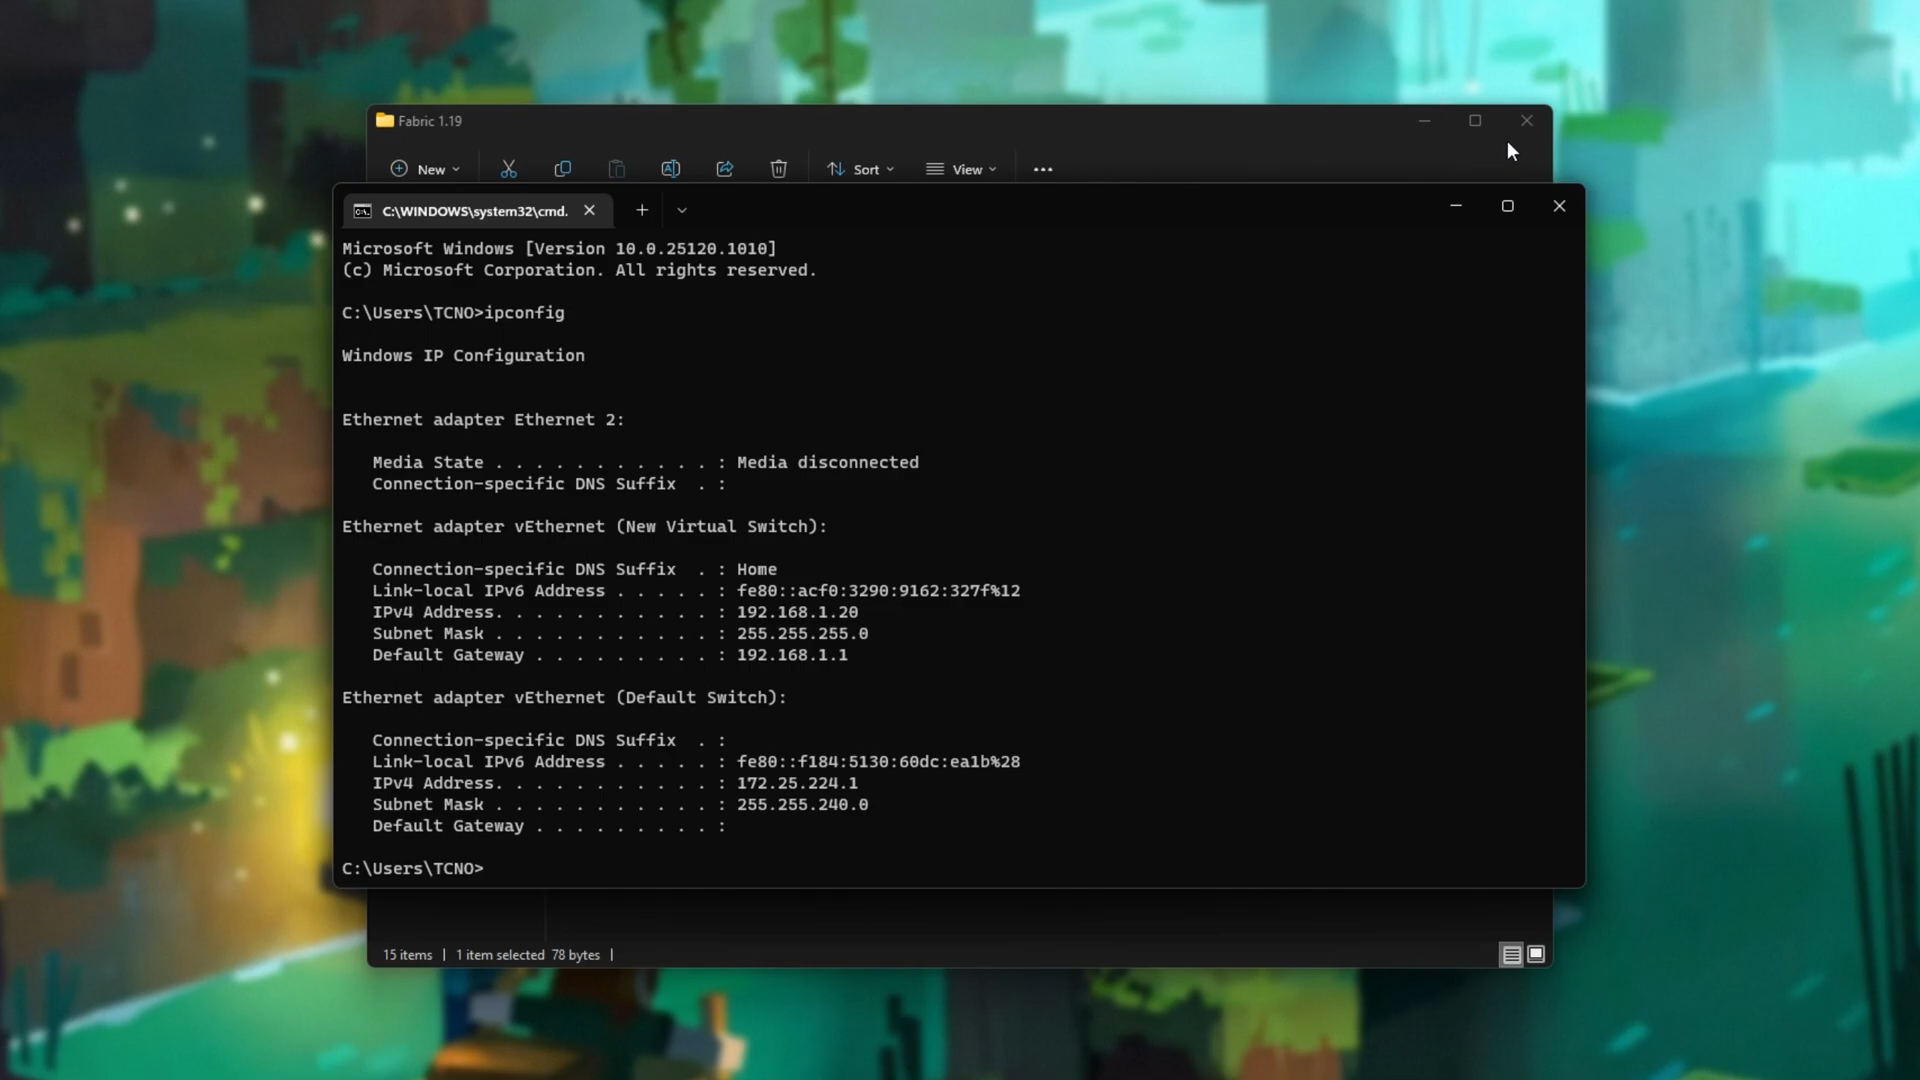 Fabric 1.19
New
Sort
View
C:\WINDOWS\system32\cmd.
Microsoft Windows [Version 10.0.25120.1010]
(c) Microsoft Corporation. All rights reserved.
C:\Users\TCNO>ipconfig
Windows IP Configuration
Ethernet adapter Ethernet 2:
Media State . . . . . . . . . . . : Media disconnected
Connection-specific DNS Suffix  . :
Ethernet adapter vEthernet (New Virtual Switch):
Connection-specific DNS Suffix  . : Home
Link-local IPv6 Address . . . . . : fe80::acf0:3290:9162:327f%12
IPv4 Address. . . . . . . . . . . : 192.168.1.20
Subnet Mask . . . . . . . . . . . : 255.255.255.0
Default Gateway . . . . . . . . . : 192.168.1.1
Ethernet adapter vEthernet (Default Switch):
Connection-specific DNS Suffix  . :
Link-local IPv6 Address . . . . . : fe80::f184:5130:60dc:ea1b%28
IPv4 Address. . . . . . . . . . . : 172.25.224.1
Subnet Mask . . . . . . . . . . . : 255.255.240.0
Default Gateway . . . . . . . . . :
C:\Users\TCNO>
15 items | 1 item selected 78 bytes |